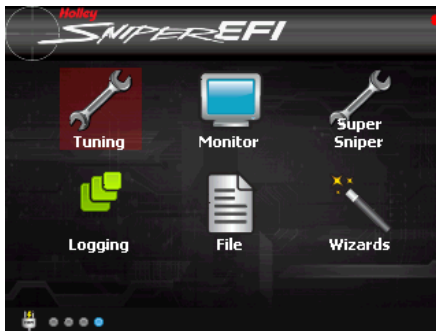 Holley
SNIPER EFI
Tuning
Monitor
Super
Sniper
Logging
File
Wizards